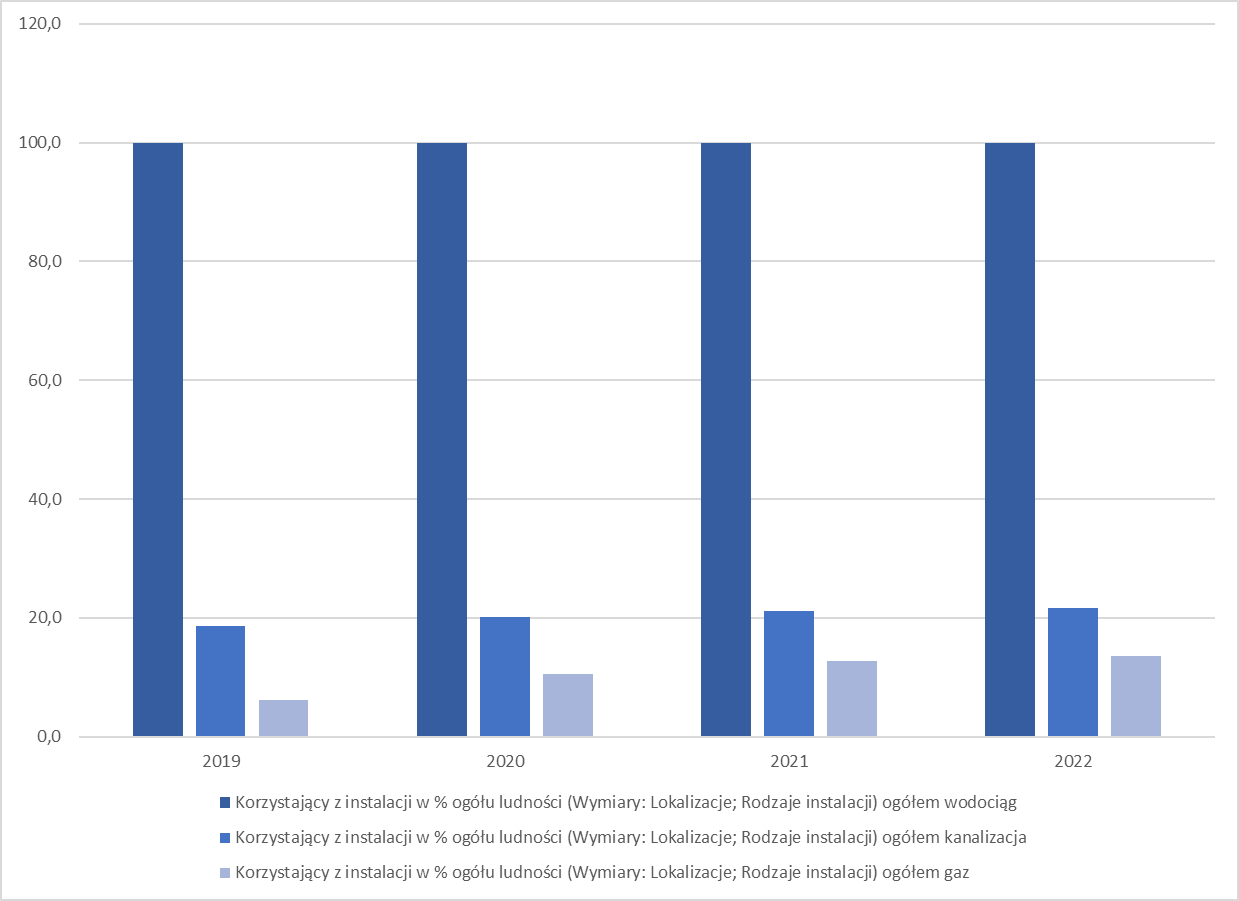 120,0
100,0
80,0
60,0
40,0
20,0
0,0
2019 2020 2021 2022
Korzystający z instalacji w % ogółu ludności (Wymiary: Lokalizacje; Rodzaje instalacji) ogółem wodociąg
Korzystający z instalacji w % ogółu ludności (Wymiary: Lokalizacje; Rodzaje instalacji) ogółem kanalizacja
Korzystający z instalacji w % ogółu ludności (Wymiary: Lokalizacje; Rodzaje instalacji) ogółem gaz